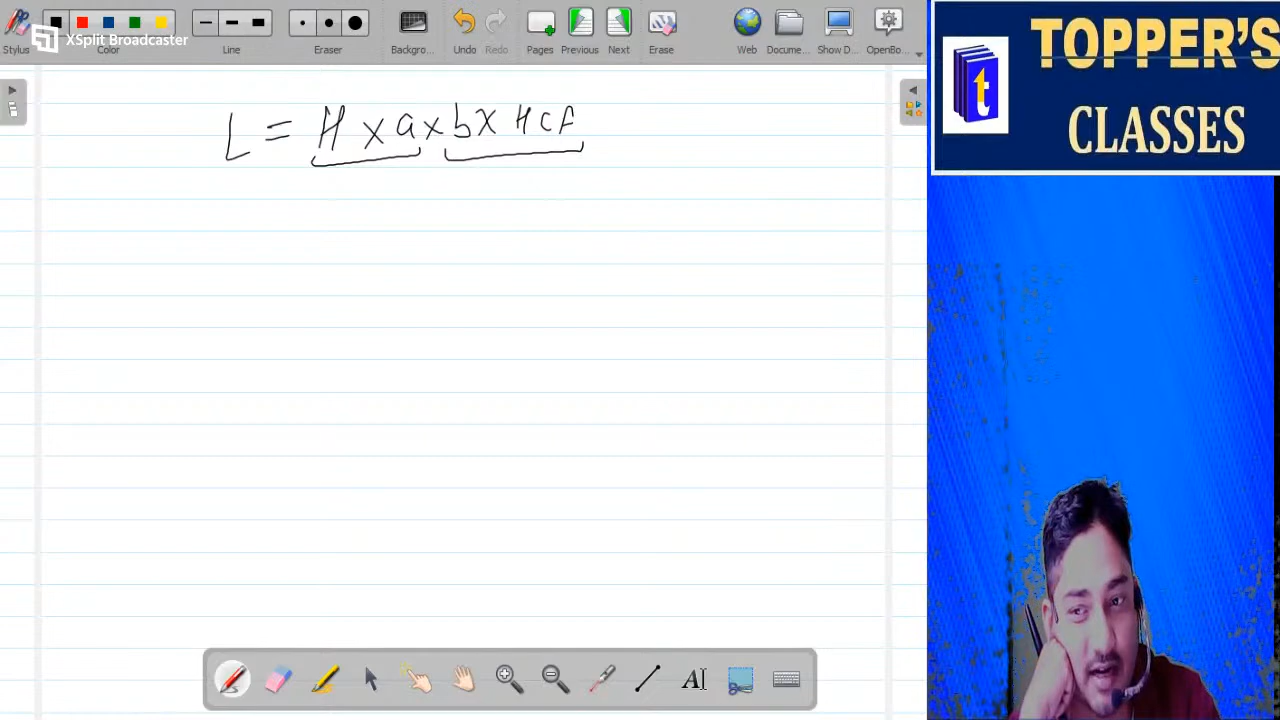 XSplit Broadcaster
Stylus Color Line Eraser Backgro... Undo Redo Pages Previous Next Erase Web Docume... Show D... OpenBo...
TOPPER'S
CLASSES
t
L = H × a × b × HCF
A